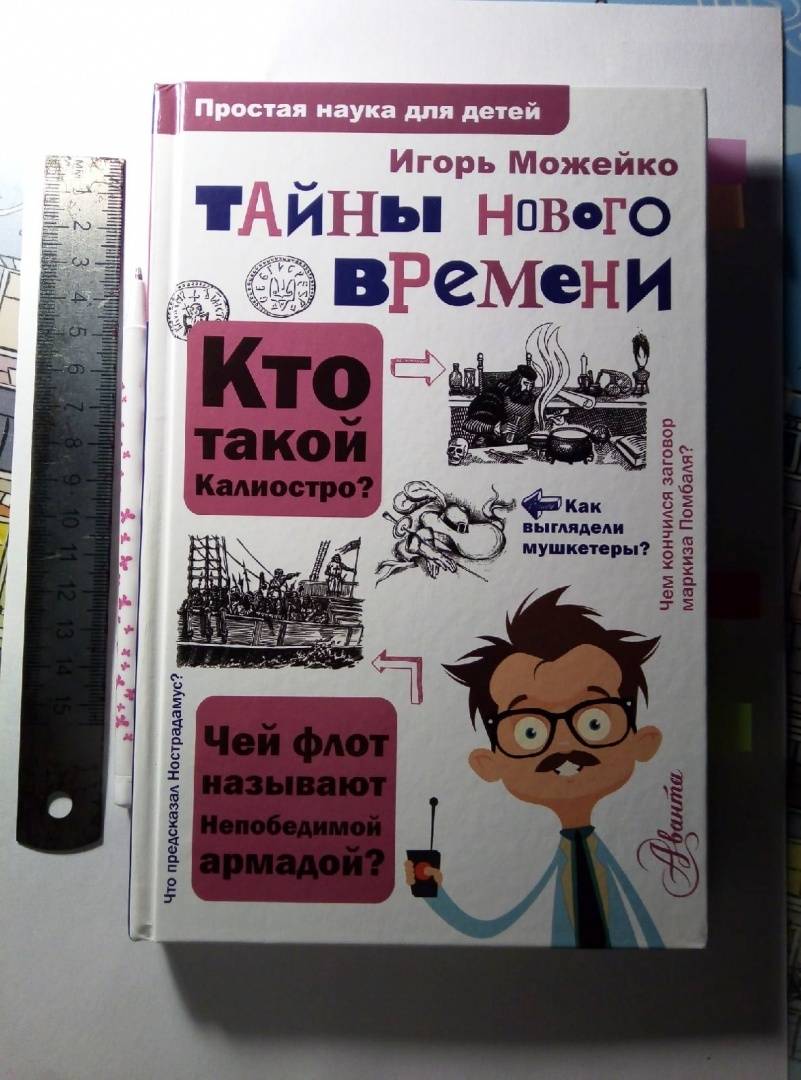 Простая наука для детей
Игорь Можейко
ТАЙНЫ НОВОГО
ВРЕМЕНИ
Кто
такой
Калиостро?
Как
выглядели
мушкетеры?
Чем кончился заговор
маркиза Помбаля?
Что предсказал Нострадамус?
Чей флот
называют
Непобедимой
армадой?
Аванта
1
2
3
4
5
6
7
8
9
10
11
12
13
14
15